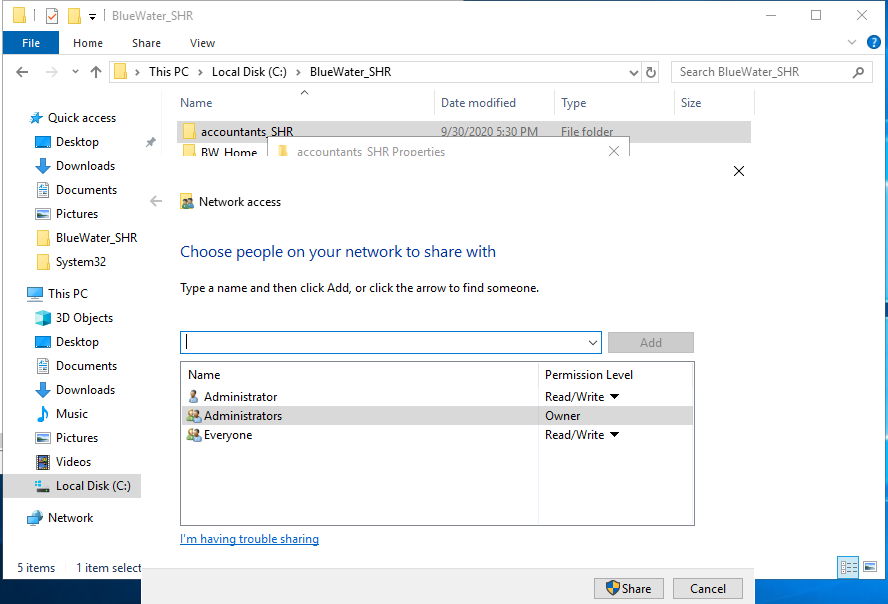 BlueWater_SHR
File Home Share View
This PC Local Disk (C:) BlueWater_SHR
Search BlueWater_SHR
Name Date modified Type Size
Quick access
Desktop
Downloads
Documents
Pictures
BlueWater_SHR
System32
This PC
3D Objects
Desktop
Documents
Downloads
Music
Pictures
Videos
Local Disk (C:)
Network
accountants_SHR 9/30/2020 5:30 PM File folder
BW_Home
accountants_SHR Properties
Network access
Choose people on your network to share with
Type a name and then click Add, or click the arrow to find someone.
Add
Name Permission Level
Administrator Read/Write
Administrators Owner
Everyone Read/Write
I'm having trouble sharing
5 items 1 item select
Share Cancel